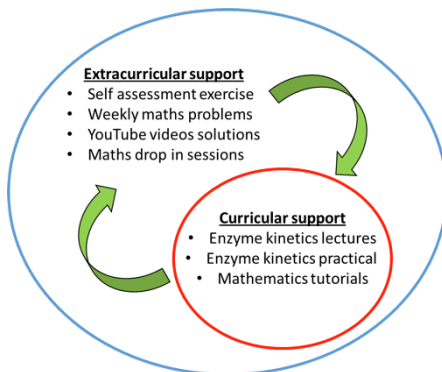 Extracurricular support
• Self assessment exercise
• Weekly maths problems
• YouTube videos solutions
• Maths drop in sessions
Curricular support
• Enzyme kinetics lectures
• Enzyme kinetics practical
• Mathematics tutorials